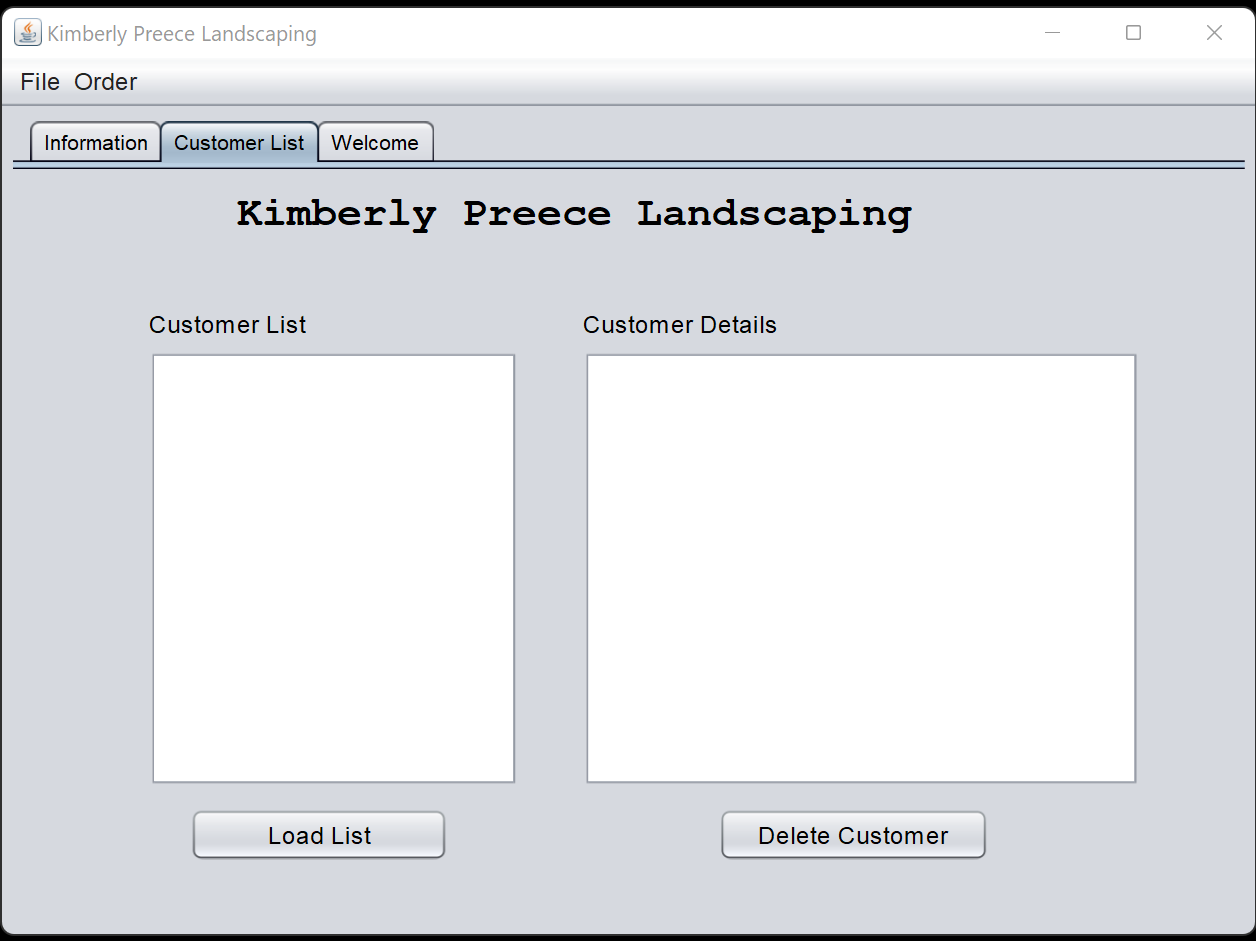 Kimberly Preece Landscaping
File Order
Information Customer List Welcome
Kimberly Preece Landscaping
Customer List Customer Details
Load List Delete Customer